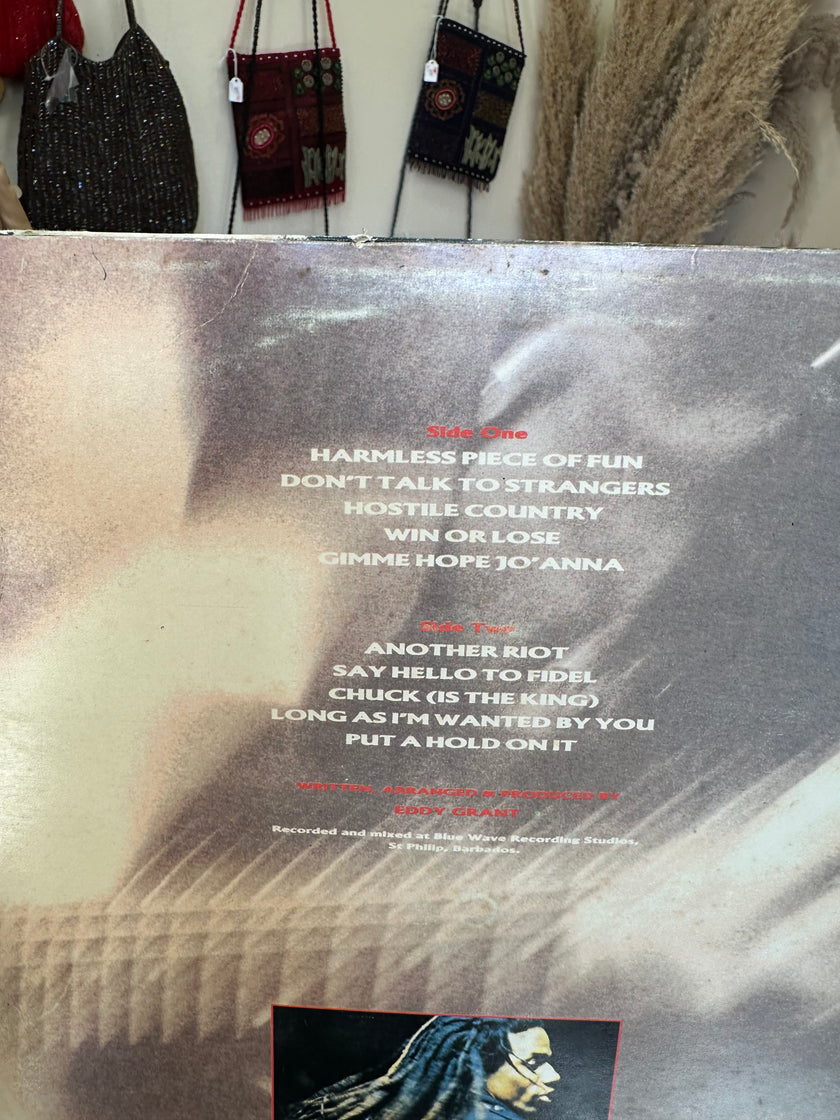 Side One
HARMLESS PIECE OF FUN
DON'T TALK TO STRANGERS
HOSTILE COUNTRY
WIN OR LOSE
GIMME HOPE JO'ANNA
Side Two
ANOTHER RIOT
SAY HELLO TO FIDEL
CHUCK (IS THE KING)
LONG AS I'M WANTED BY YOU
PUT A HOLD ON IT
WRITTEN, ARRANGED & PRODUCED BY
EDDY GRANT
Recorded and mixed at Blue Wave Recording Studios,
St Philip, Barbados.